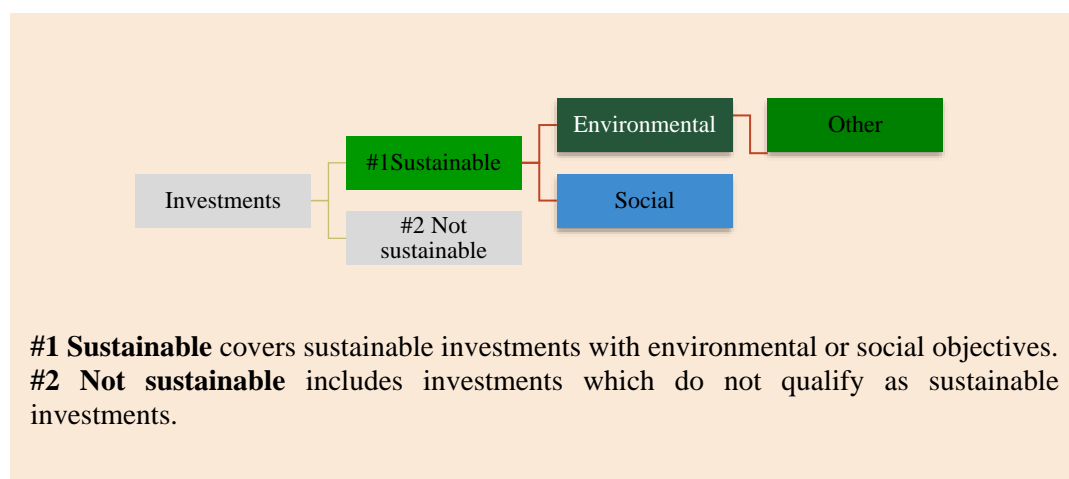 Environmental
Other
#1Sustainable
Investments
Social
#2 Not
sustainable
#1 Sustainable covers sustainable investments with environmental or social objectives.
#2 Not sustainable includes investments which do not qualify as sustainable
investments.